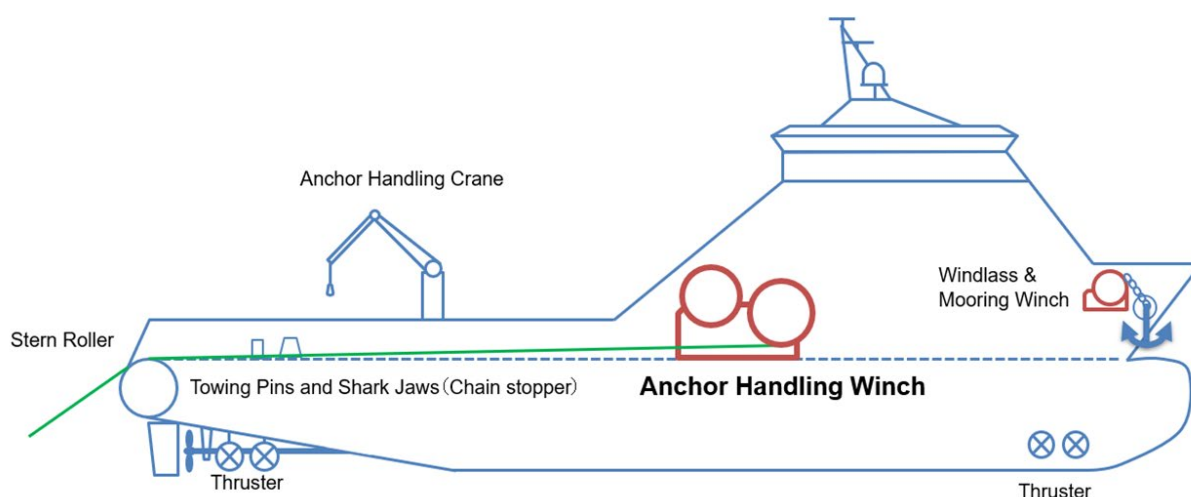 Anchor Handling Crane
Windlass &
Mooring Winch
Stern Roller
Towing Pins and Shark Jaws（Chain stopper）
Anchor Handling Winch
Thruster
Thruster